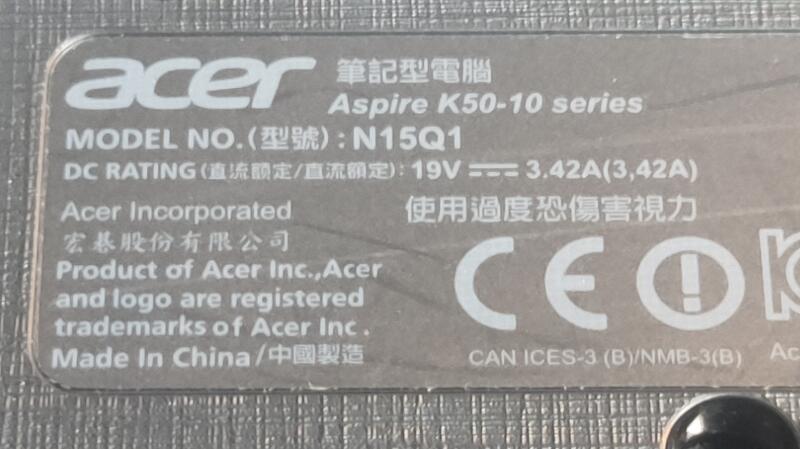 acer 筆記型電腦
Aspire K50-10 series
MODEL NO.(型號):N15Q1
DC RATING(直流额定/直流額定): 19V ⎓ 3.42A(3,42A)
Acer Incorporated
宏碁股份有限公司
使用過度恐傷害視力
Product of Acer Inc.,Acer
and logo are registered
trademarks of Acer Inc.
Made In China/中國製造
CE
CAN ICES-3 (B)/NMB-3(B)
Ac